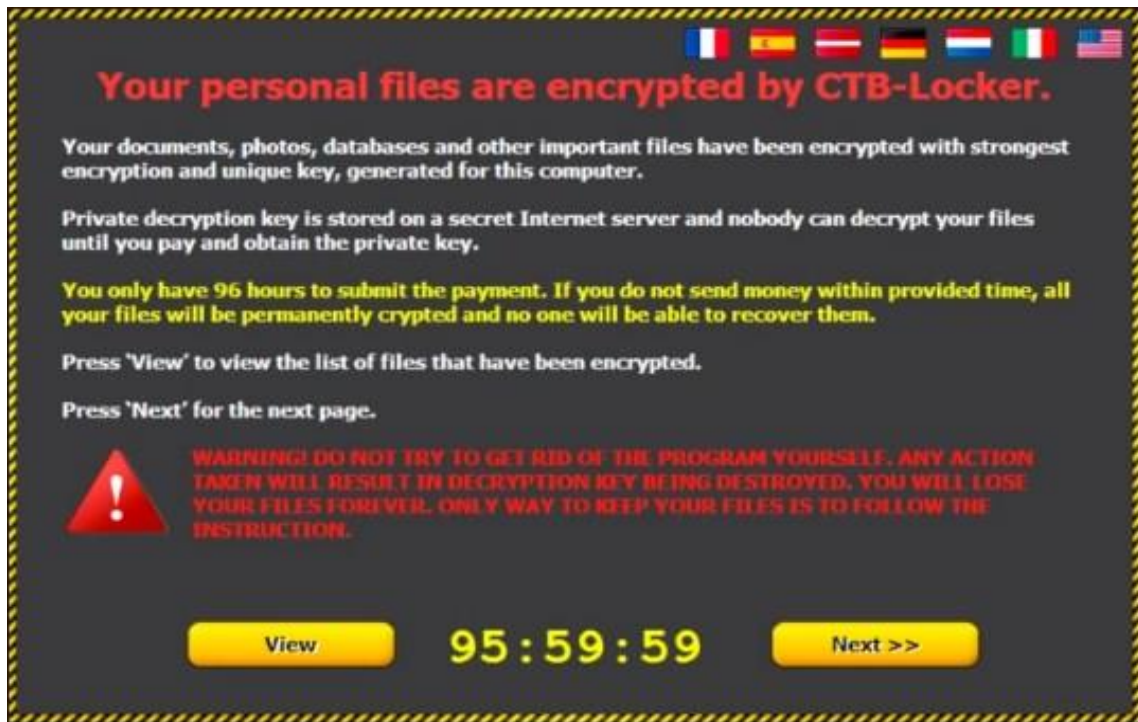 Your personal files are encrypted by CTB-Locker.
Your documents, photos, databases and other important files have been encrypted with strongest
encryption and unique key, generated for this computer.
Private decryption key is stored on a secret Internet server and nobody can decrypt your files
until you pay and obtain the private key.
You only have 96 hours to submit the payment. If you do not send money within provided time, all
your files will be permanently crypted and no one will be able to recover them.
Press 'View' to view the list of files that have been encrypted.
Press 'Next' for the next page.
WARNING! DO NOT TRY TO GET RID OF THE PROGRAM YOURSELF. ANY ACTION
TAKEN WILL RESULT IN DECRYPTION KEY BEING DESTROYED. YOU WILL LOSE
YOUR FILES FOREVER. ONLY WAY TO KEEP YOUR FILES IS TO FOLLOW THE
INSTRUCTION.
View
95:59:59
Next >>